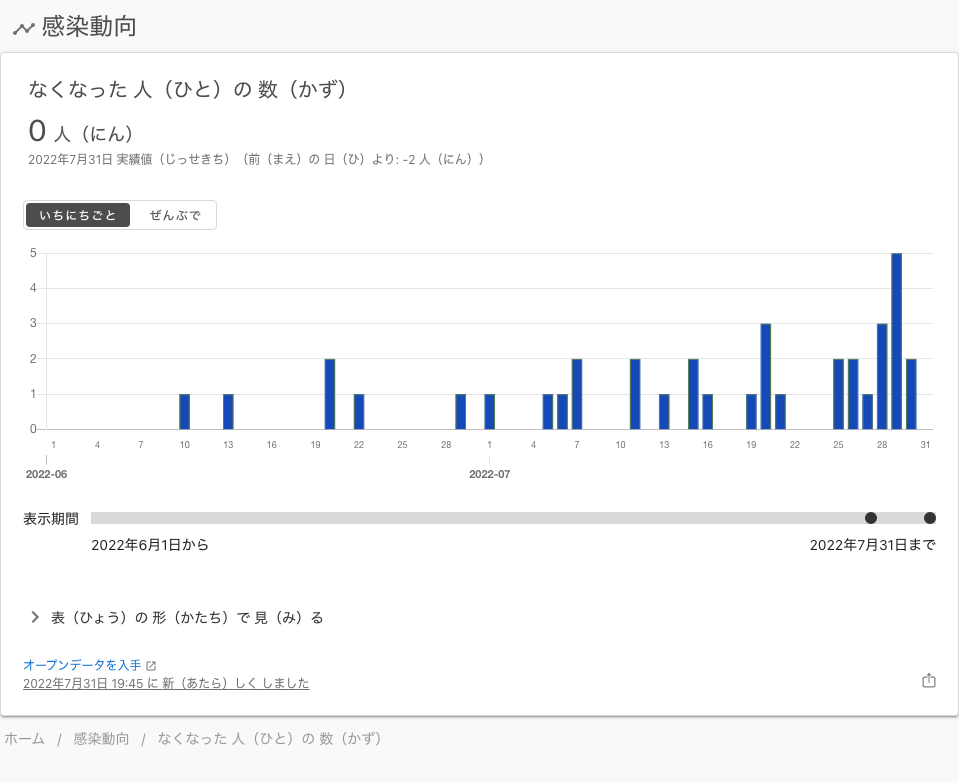 感染動向
なくなった 人（ひと）の 数（かず）
0 人（にん）
2022年7月31日 実績値（じっせきち）（前（まえ）の 日（ひ）より: -2 人（にん））
いちにちごと ぜんぶで
5
4
3
2
1
0
1 4 7 10 13 16 19 22 25 28 1 4 7 10 13 16 19 22 25 28 31
2022-06 2022-07
表示期間
2022年6月1日から 2022年7月31日まで
表（ひょう）の 形（かたち）で 見（み）る
オープンデータを入手
2022年7月31日 19:45 に 新（あたら）しく しました
ホーム / 感染動向 / なくなった 人（ひと）の 数（かず）